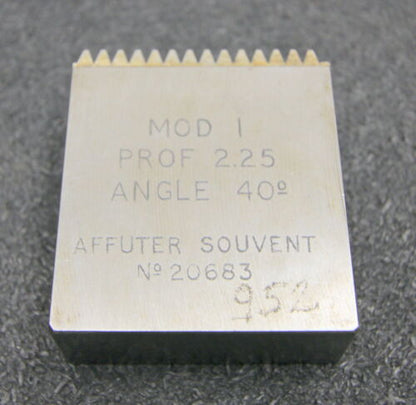 MOD 1
PROF 2.25
ANGLE 40º
AFFUTER SOUVENT
Nº 20683
952